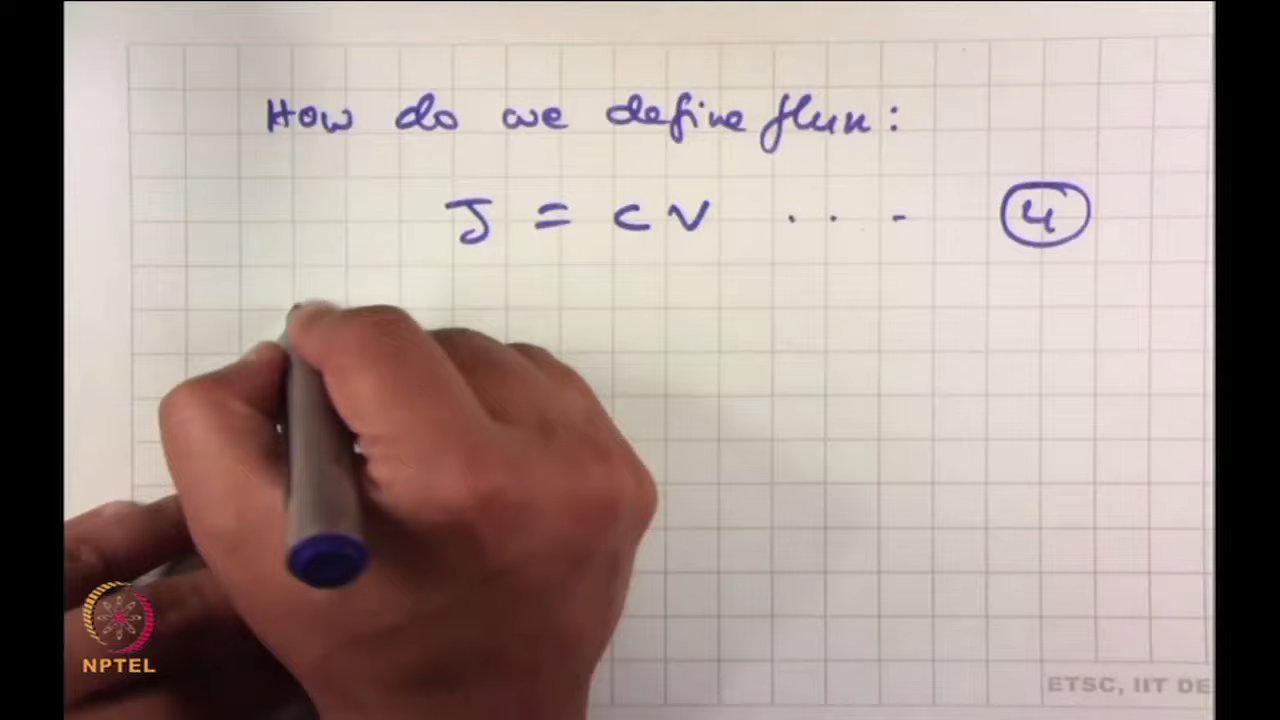 How do we define flux:
J = CV . . . 4
NPTEL
ETSC, IIT DE